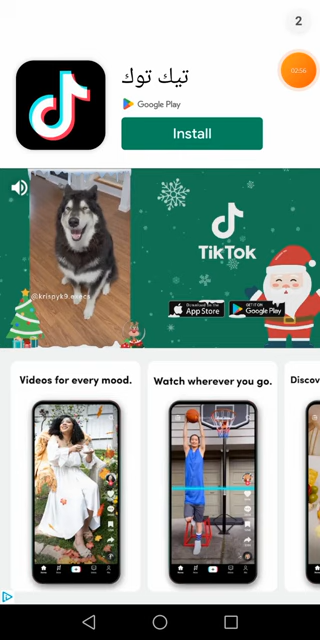 2
تيك توك
02:56
Google Play
Install
TikTok
@krispyk9.mieca
Download on the
App Store
GET IT ON
Google Play
Videos for every mood.
Watch wherever you go.
Discov